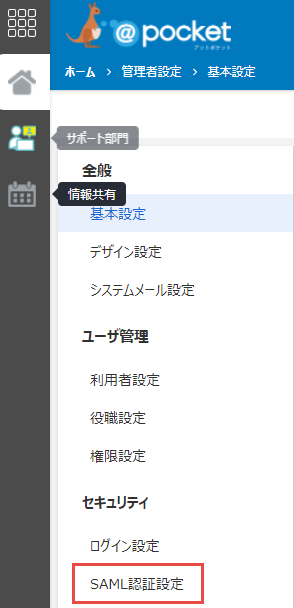 @pocket
アットポケット
ホーム > 管理者設定 > 基本設定
サポート部門
全般
情報共有
基本設定
デザイン設定
システムメール設定
ユーザ管理
利用者設定
役職設定
権限設定
セキュリティ
ログイン設定
SAML認証設定